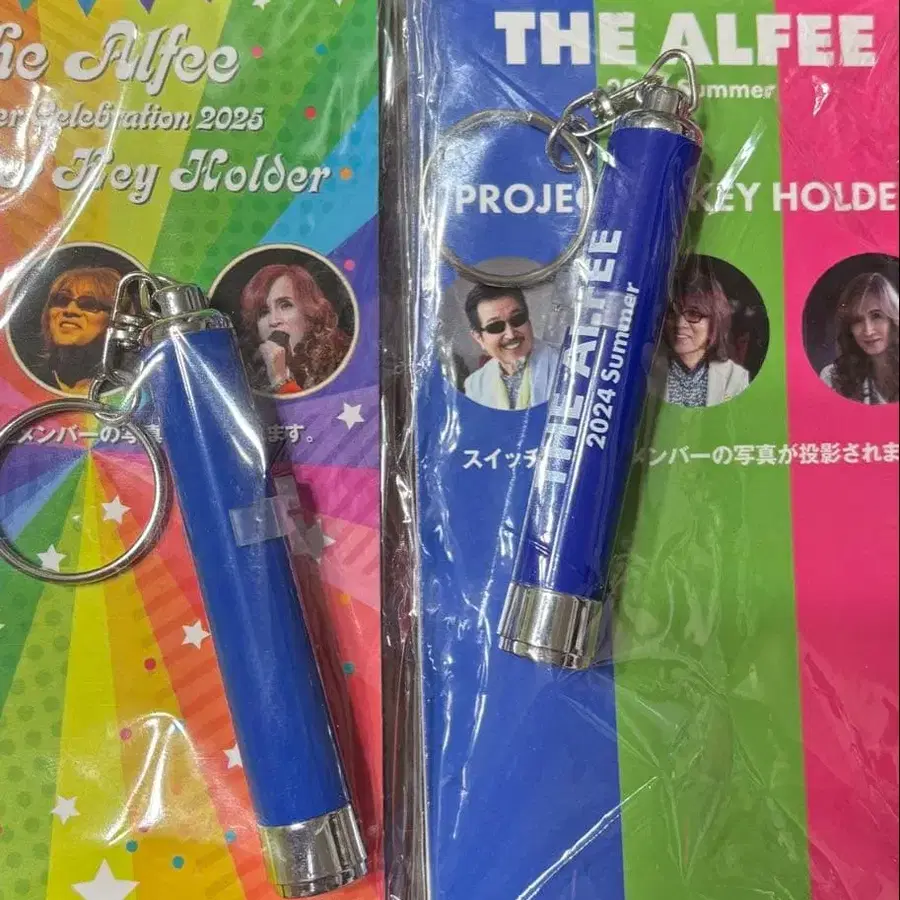 he Alfee
er Celebration 2025
Key Holder
メンバーの写
ます。
THE ALFEE
Summer
PROJEC KEY HOLDE
THE ALFEE
2024 Summer
スイッチ
メンバーの写真が投影されま